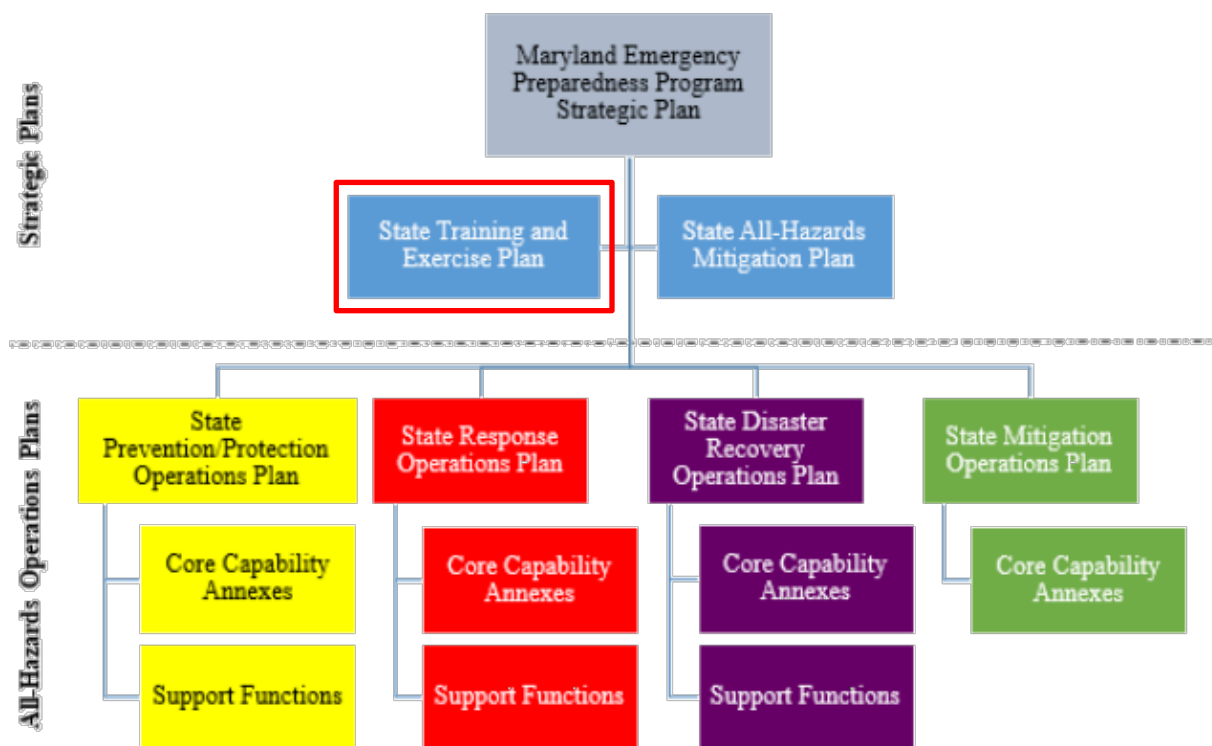 Strategic Plans
Maryland Emergency
Preparedness Program
Strategic Plan
State Training and
Exercise Plan
State All-Hazards
Mitigation Plan
All-Hazards Operations Plans
State
Prevention/Protection
Operations Plan
State Response
Operations Plan
State Disaster
Recovery
Operations Plan
State Mitigation
Operations Plan
Core Capability
Annexes
Core Capability
Annexes
Core Capability
Annexes
Core Capability
Annexes
Support Functions
Support Functions
Support Functions